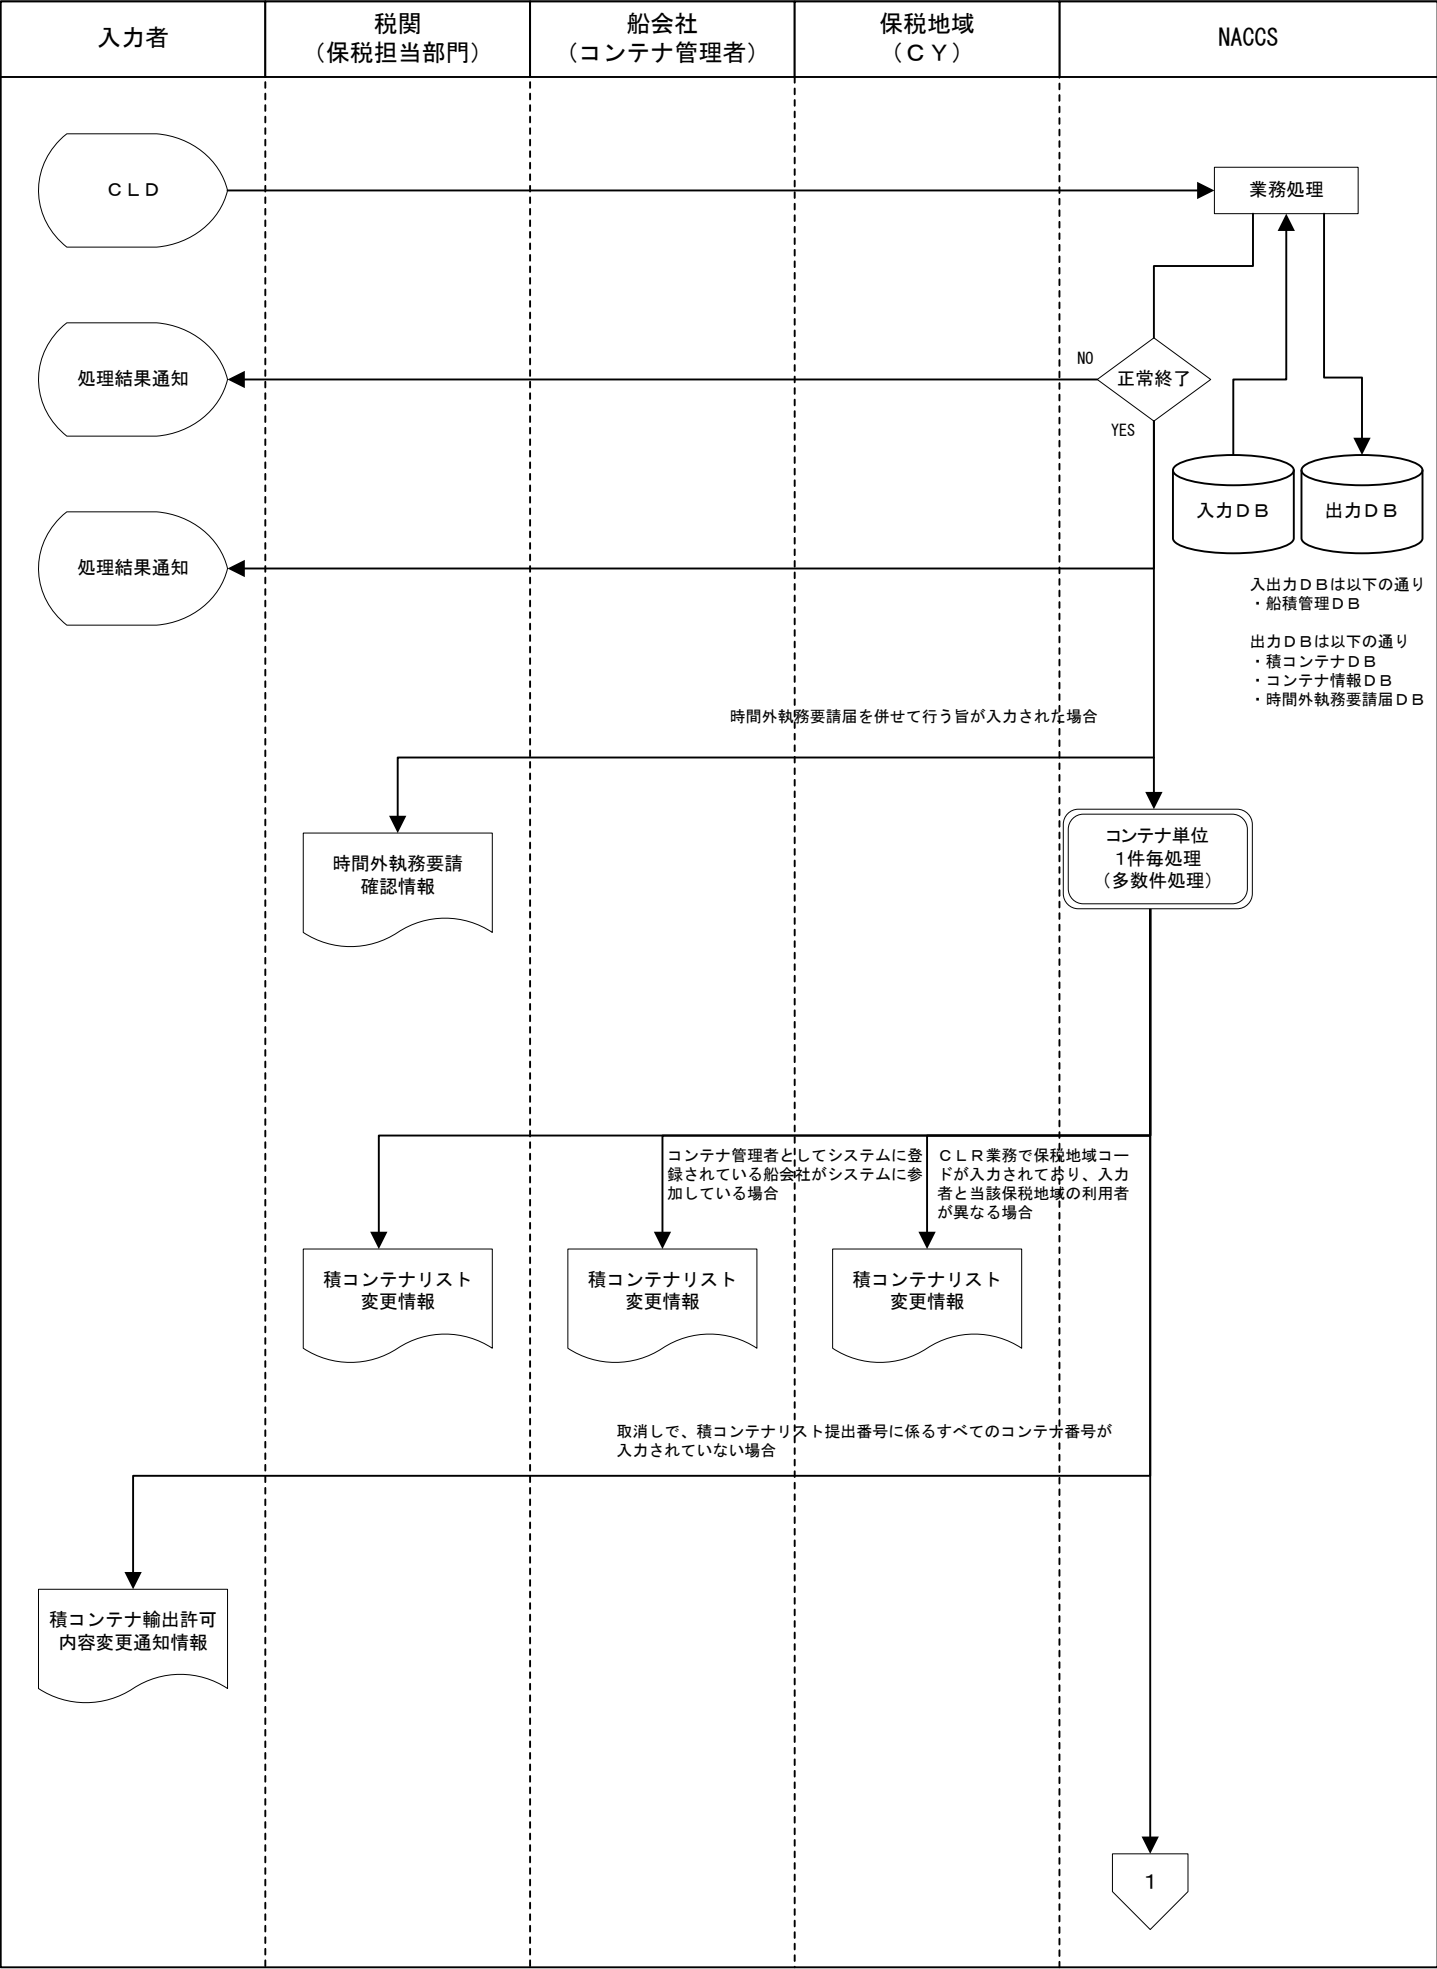 入力者
税関
（保税担当部門）
船会社
（コンテナ管理者）
保税地域
（ＣＹ）
NACCS
ＣＬＤ
業務処理
処理結果通知
NO
正常終了
YES
入力ＤＢ
出力ＤＢ
処理結果通知
入出力ＤＢは以下の通り
・船積管理ＤＢ
出力ＤＢは以下の通り
・積コンテナＤＢ
・コンテナ情報ＤＢ
・時間外執務要請届ＤＢ
時間外執務要請届を併せて行う旨が入力された場合
時間外執務要請
確認情報
コンテナ単位
1件毎処理
（多数件処理）
コンテナ管理者としてシステムに登
録されている船会社がシステムに参
加している場合
ＣＬＲ業務で保税地域コー
ドが入力されており、入力
者と当該保税地域の利用者
が異なる場合
積コンテナリスト
変更情報
積コンテナリスト
変更情報
積コンテナリスト
変更情報
取消しで、積コンテナリスト提出番号に係るすべてのコンテナ番号が
入力されていない場合
積コンテナ輸出許可
内容変更通知情報
1